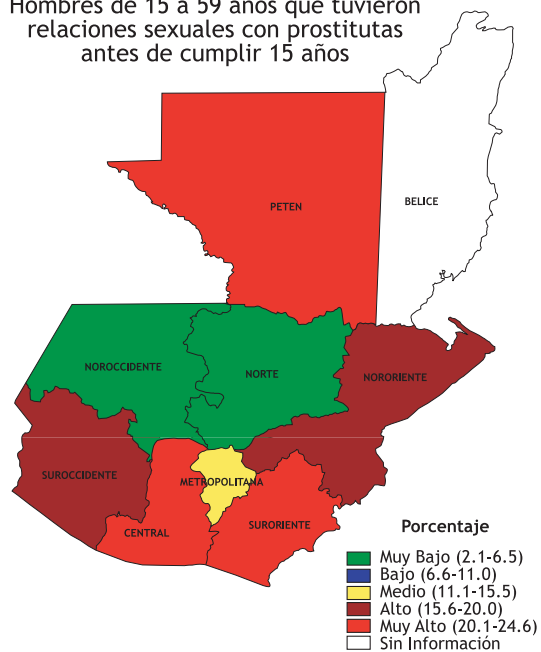 Hombres de 15 a 59 años que tuvieron
relaciones sexuales con prostitutas
antes de cumplir 15 años
PETEN
BELICE
NOROCCIDENTE
NORTE
NORORIENTE
SUROCCIDENTE
METROPOLITANA
CENTRAL
SURORIENTE
Porcentaje
Muy Bajo (2.1-6.5)
Bajo (6.6-11.0)
Medio (11.1-15.5)
Alto (15.6-20.0)
Muy Alto (20.1-24.6)
Sin Información